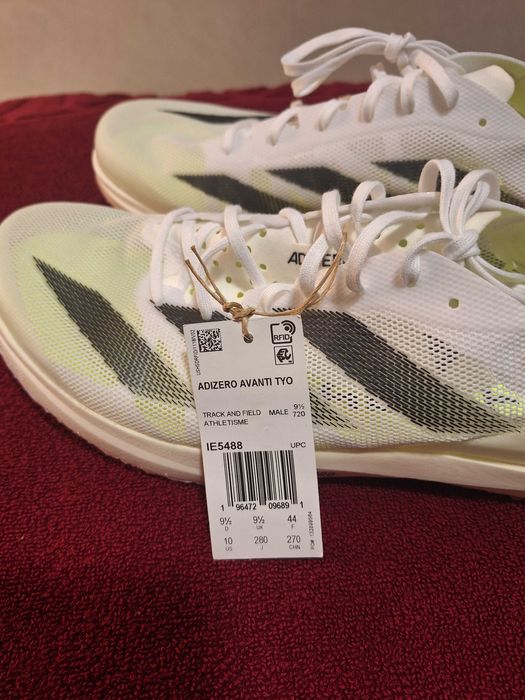 ADIZERO
RFID
ADIZERO AVANTI TYO
TRACK AND FIELD MALE 9½
ATHLETISME 720
IE5488 UPC
1 96472 09689 1
9½ 9½ 44
D UK F
10 280 270
US J CHN